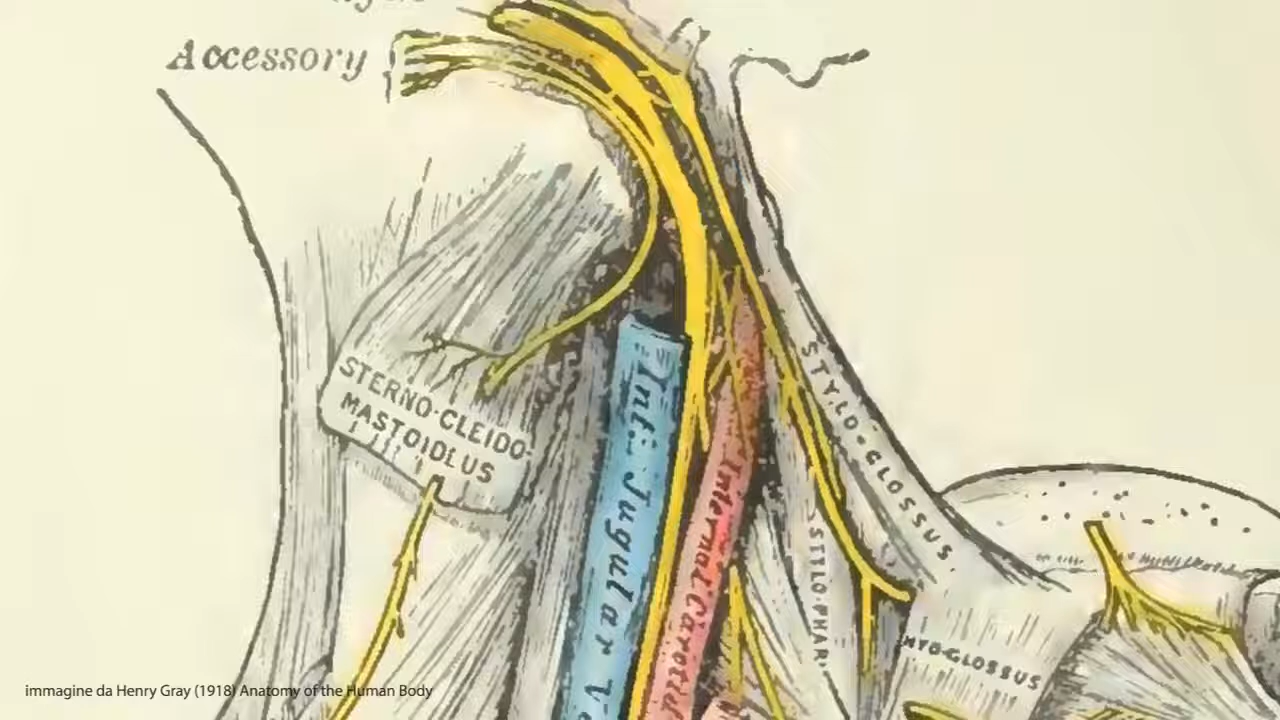 Accessory
STYLO-GLOSSUS
STERNO-CLEIDO-
MASTOIDEUS
Int. Jugular Ve
Internal Carotid
STYLO-PHAR.
HYO-GLOSSUS
immagine da Henry Gray (1918) Anatomy of the Human Body